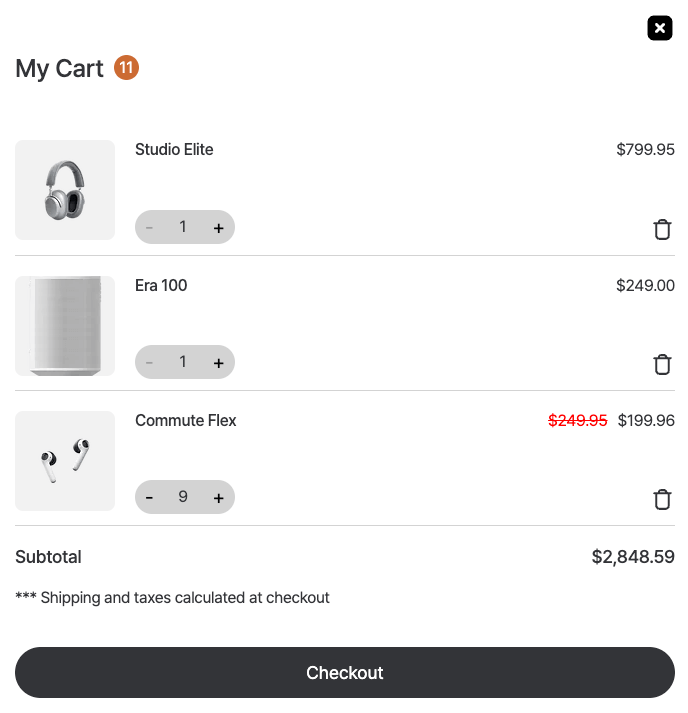 My Cart 11
Studio Elite $799.95
- 1 +
Era 100 $249.00
- 1 +
Commute Flex $249.95 $199.96
- 9 +
Subtotal $2,848.59
*** Shipping and taxes calculated at checkout
Checkout